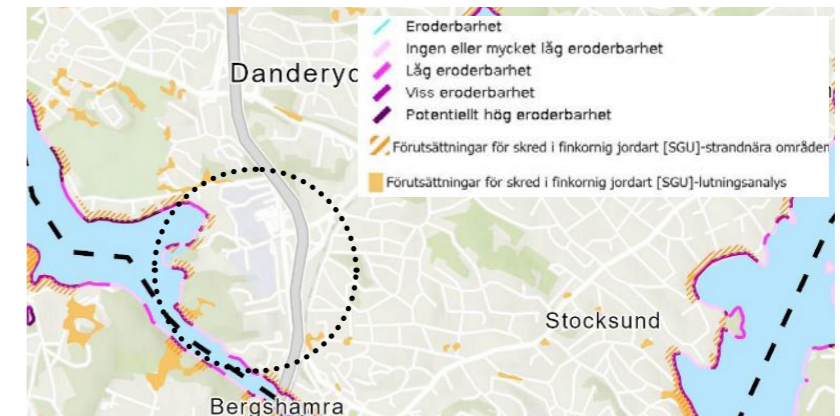 Eroderbarhet
Ingen eller mycket låg eroderbarhet
Låg eroderbarhet
Viss eroderbarhet
Potentiellt hög eroderbarhet
Förutsättningar för skred i finkornig jordart [SGU]-strandnära områden
Förutsättningar för skred i finkornig jordart [SGU]-lutningsanalys
Danderyd
Stocksund
Bergshamra